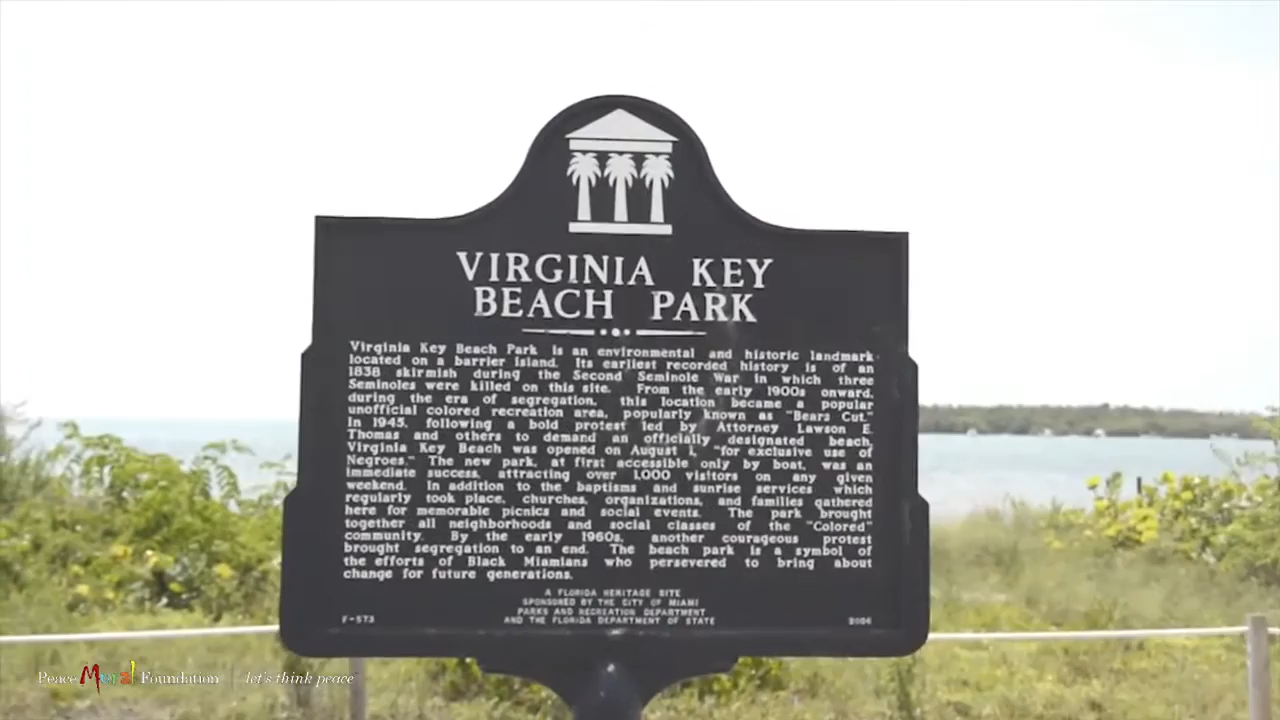 VIRGINIA KEY
BEACH PARK
Virginia Key Beach Park is an environmental and historic landmark
located on a barrier island. Its earliest recorded history is of an
1838 skirmish during the Second Seminole War in which three
Seminoles were killed on this site. From the early 1900s onward,
during the era of segregation, this location became a popular
unofficial colored recreation area, popularly known as "Bears Cut."
In 1945, following a bold protest led by Attorney Lawson E.
Thomas and others to demand an officially designated beach,
Virginia Key Beach was opened on August 1, "for exclusive use of
Negroes." The new park, at first accessible only by boat, was an
immediate success, attracting over 1,000 visitors on any given
weekend. In addition to the baptisms and sunrise services which
regularly took place, churches, organizations, and families gathered
here for memorable picnics and social events. The park brought
together all neighborhoods and social classes of the "Colored"
community. By the early 1960s, another courageous protest
brought segregation to an end. The beach park is a symbol of
the efforts of Black Miamians who persevered to bring about
change for future generations.
A FLORIDA HERITAGE SITE
SPONSORED BY THE CITY OF MIAMI
PARKS AND RECREATION DEPARTMENT
AND THE FLORIDA DEPARTMENT OF STATE
F-573 2006
Peace Mural Foundation let's think peace